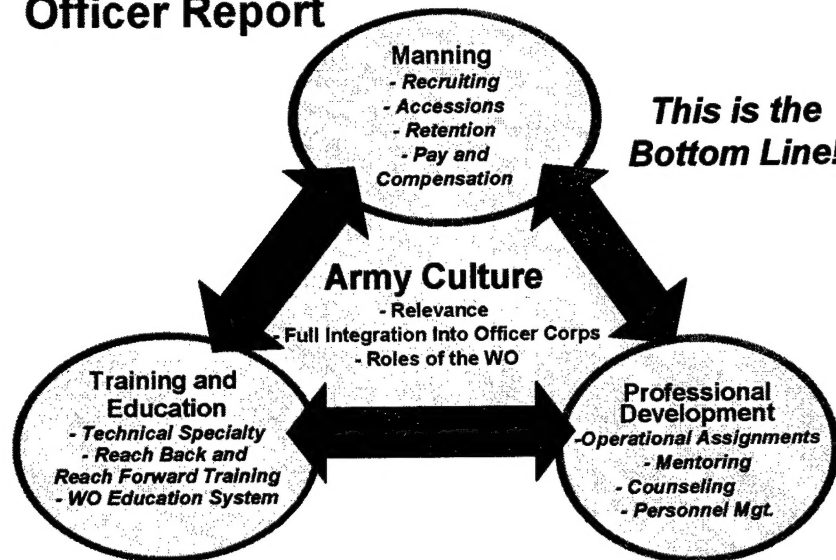 Officer Report
Manning
- Recruiting
- Accessions
- Retention
- Pay and
Compensation
This is the
Bottom Line!
Army Culture
- Relevance
- Full Integration Into Officer Corps
- Roles of the WO
Training and
Education
- Technical Specialty
- Reach Back and
Reach Forward Training
- WO Education System
Professional
Development
-Operational Assignments
- Mentoring
- Counseling
- Personnel Mgt.